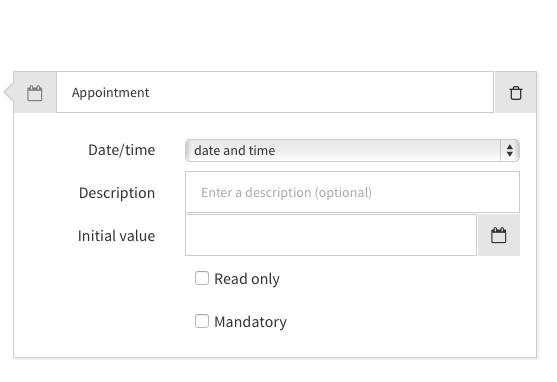 Appointment
Date/time
date and time
Description
Enter a description (optional)
Initial value
Read only
Mandatory